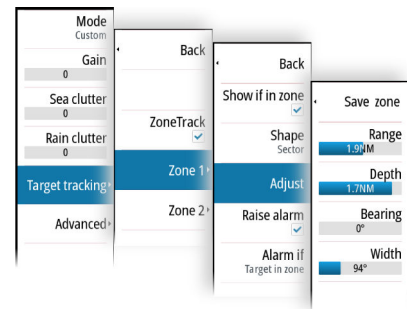 Mode
Custom
Gain
0
Sea clutter
0
Rain clutter
0
Target tracking
Advanced
Back
ZoneTrack
Zone 1
Zone 2
Back
Show if in zone
Shape
Sector
Adjust
Raise alarm
Alarm if
Target in zone
Save zone
Range
1.9NM
Depth
1.7NM
Bearing
0°
Width
94°